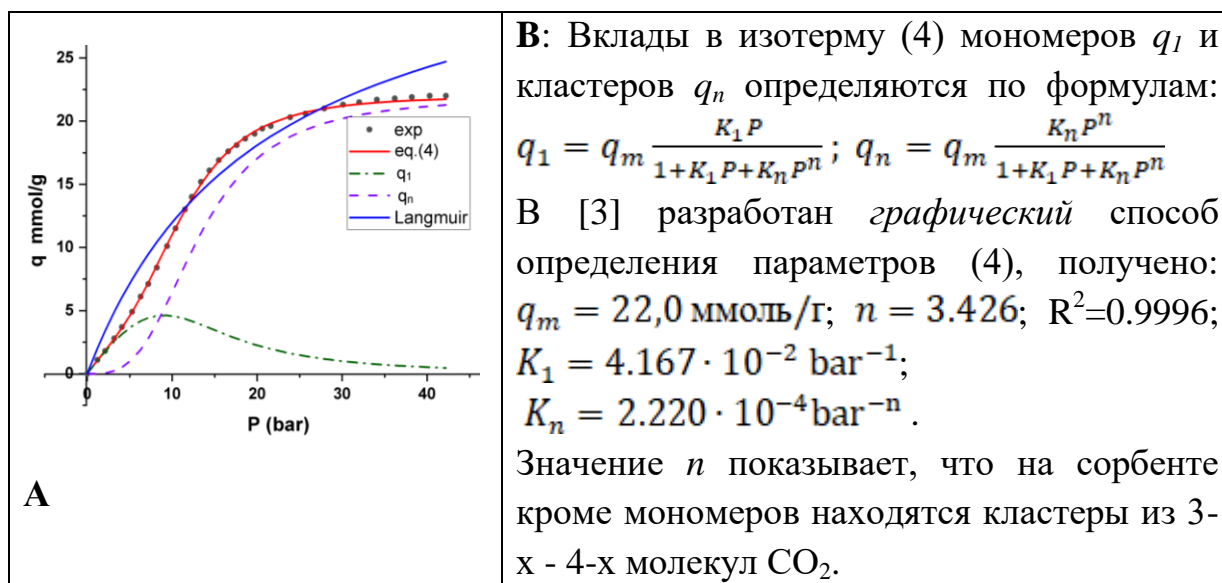 25
20
15
10
5
0
q mmol/g
exp
eq.(4)
q₁
qₙ
Langmuir
0 10 20 30 40
P (bar)
A
В: Вклады в изотерму (4) мономеров q₁ и
кластеров qₙ определяются по формулам:
q₁ = qₘ K₁P / (1+K₁P+KₙPⁿ) ; qₙ = qₘ KₙPⁿ / (1+K₁P+KₙPⁿ)
В [3] разработан графический способ
определения параметров (4), получено:
qₘ = 22,0 ммоль/г; n = 3.426; R²=0.9996;
K₁ = 4.167 · 10⁻² bar⁻¹;
Kₙ = 2.220 · 10⁻⁴ bar⁻ⁿ .
Значение n показывает, что на сорбенте
кроме мономеров находятся кластеры из 3-
х - 4-х молекул CO₂.